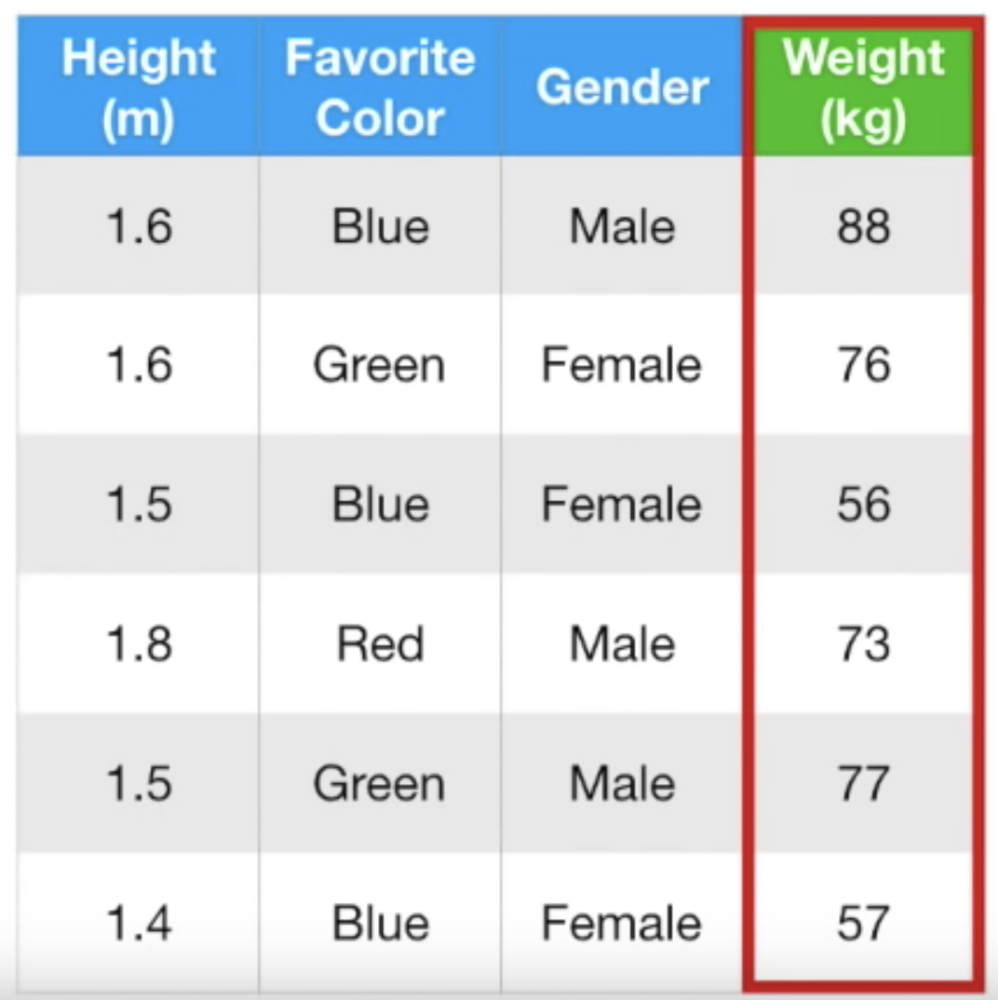 Height (m) Favorite Color Gender Weight (kg)
1.6 Blue Male 88
1.6 Green Female 76
1.5 Blue Female 56
1.8 Red Male 73
1.5 Green Male 77
1.4 Blue Female 57